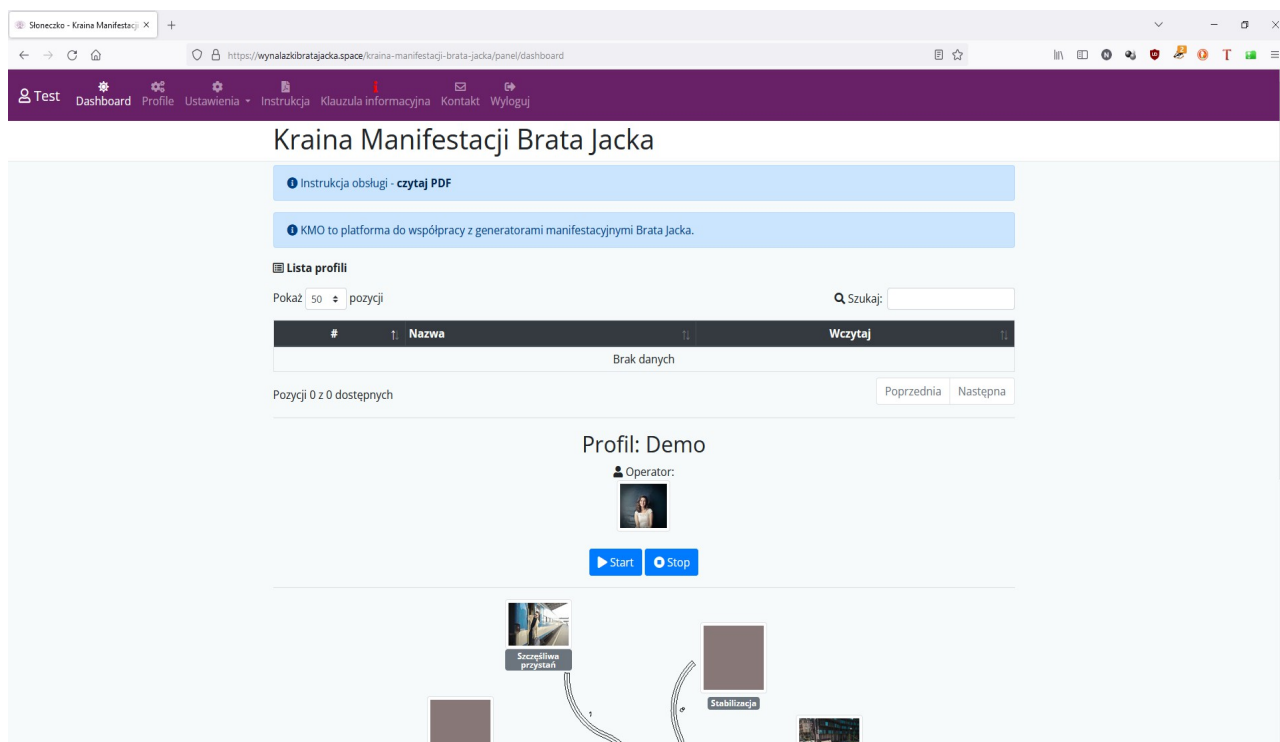 Słoneczko - Kraina Manifestacji
https://wynalazkibratajacka.space/kraina-manifestacji-brata-jacka/panel/dashboard
Test Dashboard Profile Ustawienia Instrukcja Klauzula informacyjna Kontakt Wyloguj
Kraina Manifestacji Brata Jacka
Instrukcja obsługi - czytaj PDF
KMO to platforma do współpracy z generatorami manifestacyjnymi Brata Jacka.
Lista profili
Pokaż 50 pozycji Szukaj:
# Nazwa Wczytaj
Brak danych
Pozycji 0 z 0 dostępnych Poprzednia Następna
Profil: Demo
Operator:
Start Stop
Szczęśliwa
przystań
Stabilizacja
1